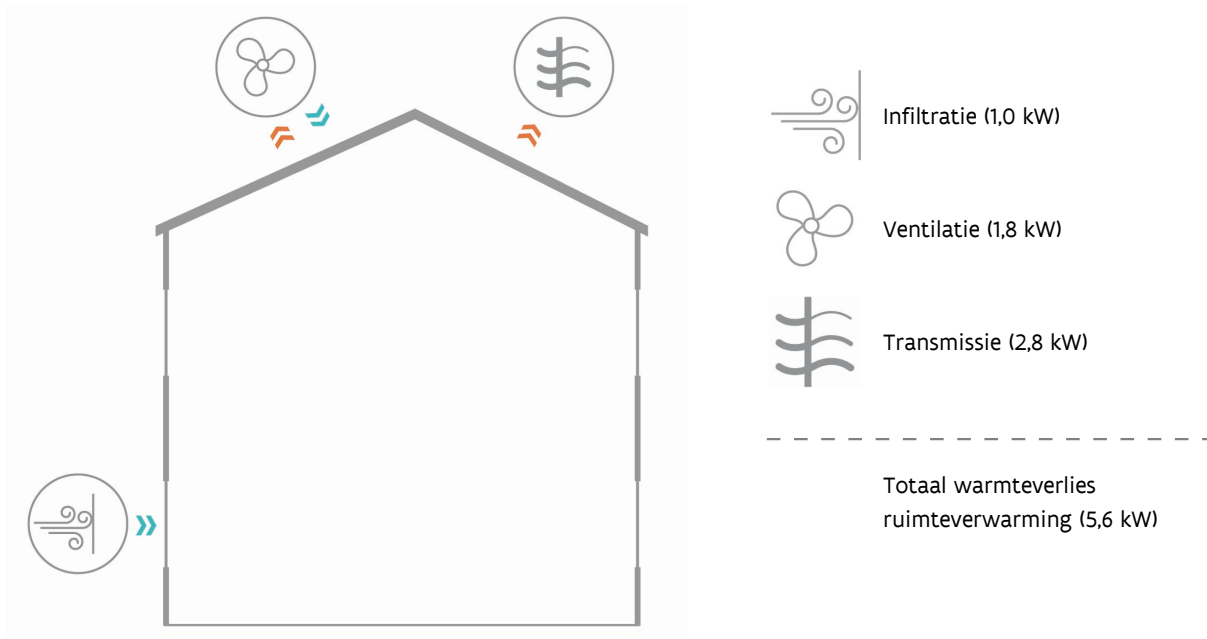 Infiltratie (1,0 kW)
Ventilatie (1,8 kW)
Transmissie (2,8 kW)
Totaal warmteverlies
ruimteverwarming (5,6 kW)